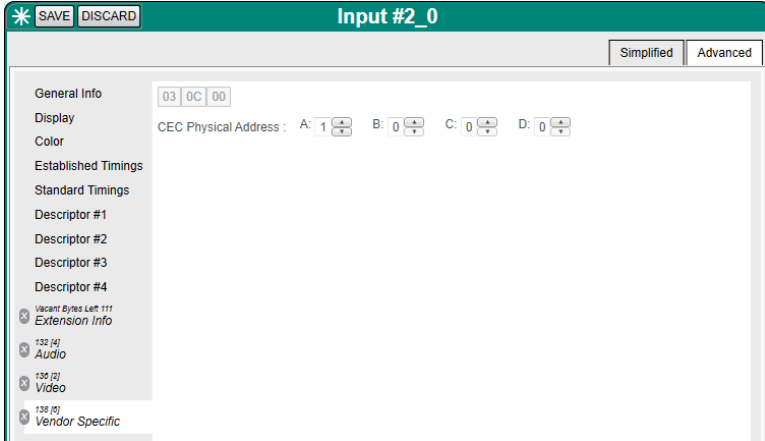 SAVE DISCARD Input #2_0
Simplified Advanced
General Info
Display
Color
Established Timings
Standard Timings
Descriptor #1
Descriptor #2
Descriptor #3
Descriptor #4
Vacant Bytes Left 111
Extension Info
132 [4]
Audio
136 [2]
Video
138 [6]
Vendor Specific
03 0C 00
CEC Physical Address : A: 1 B: 0 C: 0 D: 0